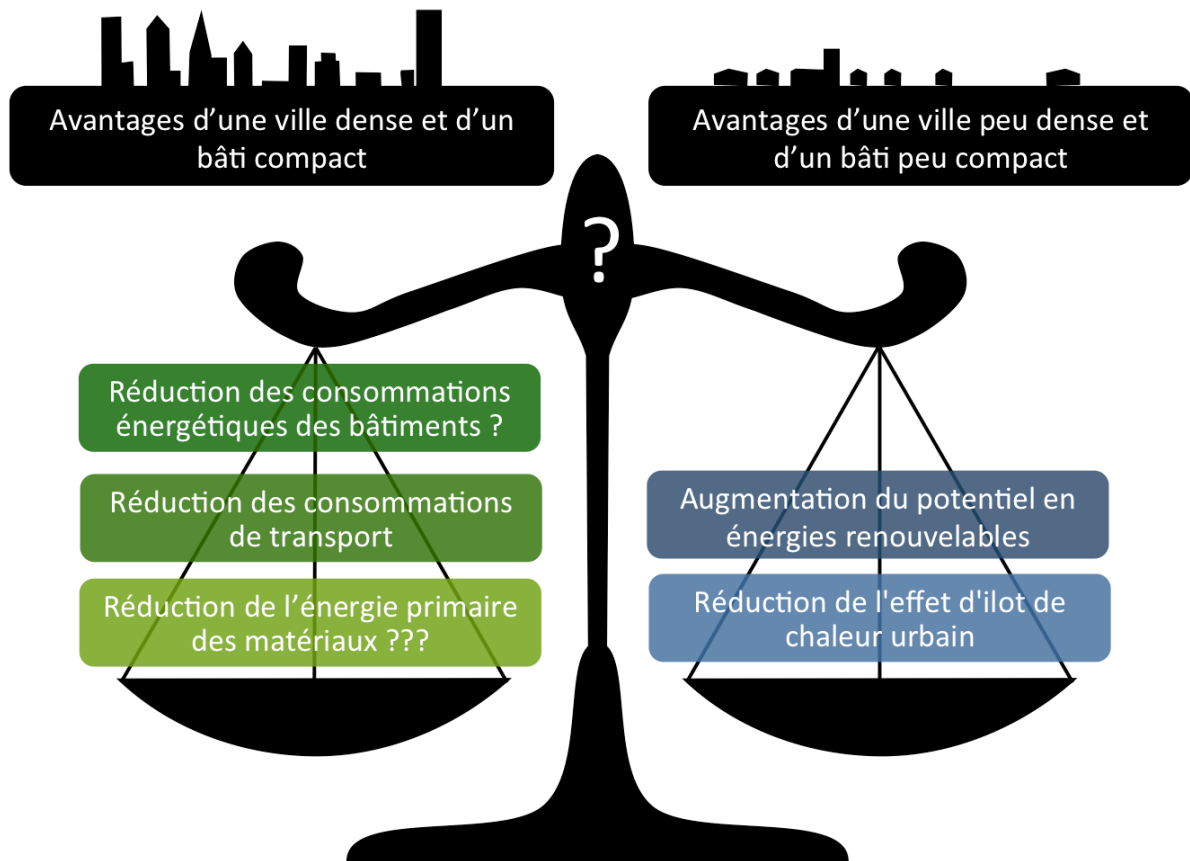 Avantages d’une ville dense et d’un
bâti compact
Avantages d’une ville peu dense et
d’un bâti peu compact
?
Réduction des consommations
énergétiques des bâtiments ?
Réduction des consommations
de transport
Réduction de l’énergie primaire
des matériaux ???
Augmentation du potentiel en
énergies renouvelables
Réduction de l'effet d'ilot de
chaleur urbain